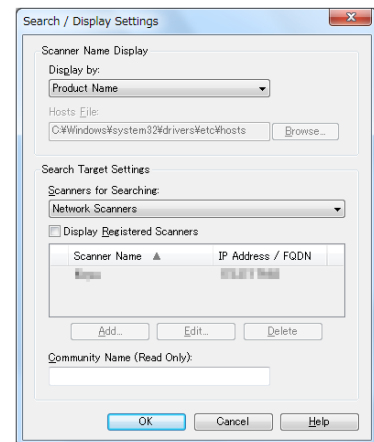 Search / Display Settings
Scanner Name Display
Display by:
Product Name
Hosts File:
C:¥Windows¥system32¥drivers¥etc¥hosts
Browse...
Search Target Settings
Scanners for Searching:
Network Scanners
Display Registered Scanners
Scanner Name ▲ IP Address / FQDN
Add... Edit... Delete
Community Name (Read Only):
OK Cancel Help